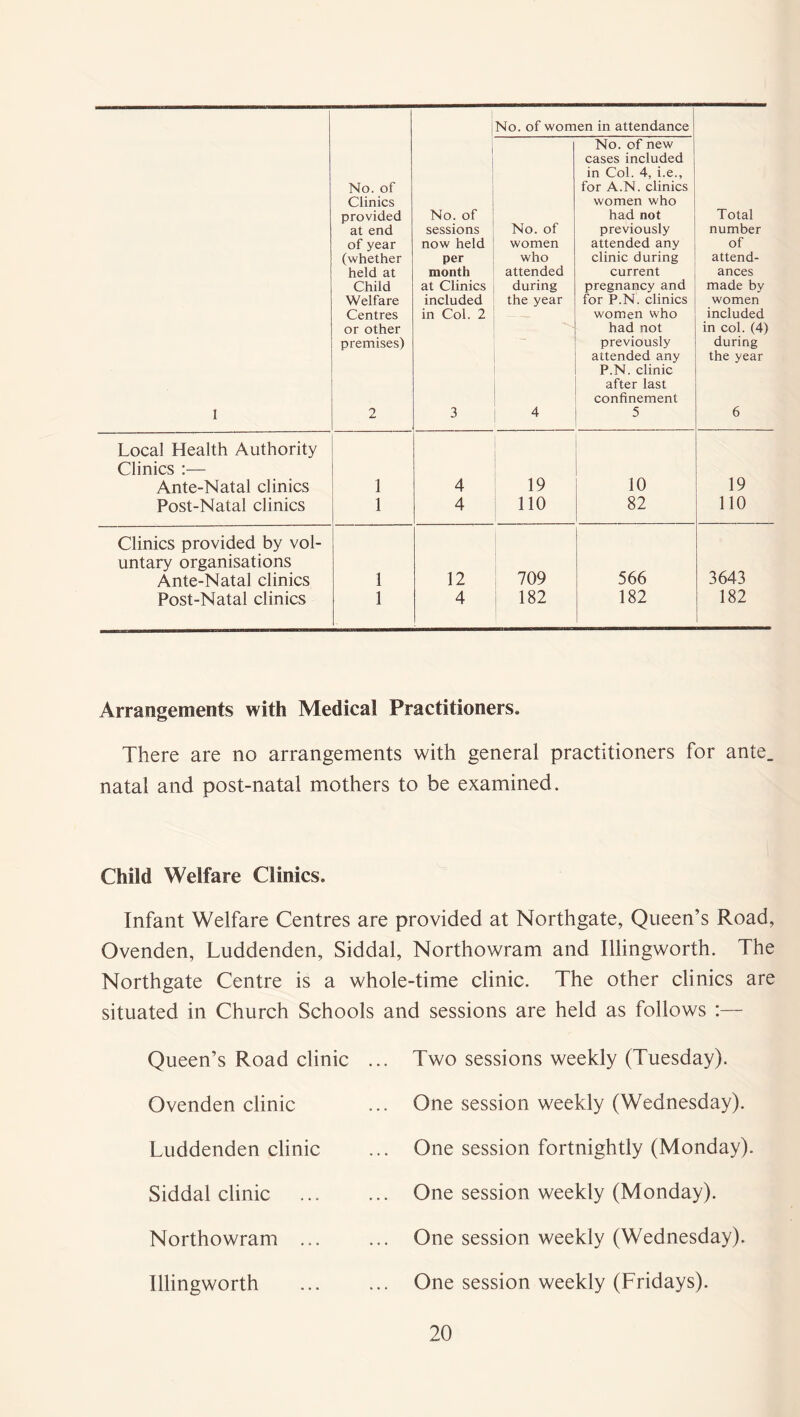 No. of women in attendance
1
No. of
Clinics
provided
at end
of year
(whether
held at
Child
Welfare
Centres
or other
premises)
2
No. of
sessions
now held
per
month
at Clinics
included
in Col. 2
3
No. of
women
who
attended
during
the year
4
No. of new
cases included
in Col. 4, i.e.,
for A.N. clinics
women who
had not
previously
attended any
clinic during
current
pregnancy and
for P.N. clinics
women who
had not
previously
attended any
P.N. clinic
after last
confinement
5
Total
number
of
attend-
ances
made by
women
included
in col. (4)
during
the year
6
Local Health Authority
Clinics :—
Ante-Natal clinics 1 4 19 10 19
Post-Natal clinics 1 4 110 82 110
Clinics provided by vol-
untary organisations
Ante-Natal clinics 1 12 709 566 3643
Post-Natal clinics 1 4 182 182 182
Arrangements with Medical Practitioners.
There are no arrangements with general practitioners for ante-
natal and post-natal mothers to be examined.
Child Welfare Clinics.
Infant Welfare Centres are provided at Northgate, Queen's Road,
Ovenden, Luddenden, Siddal, Northowram and Illingworth. The
Northgate Centre is a whole-time clinic. The other clinics are
situated in Church Schools and sessions are held as follows :—
Queen's Road clinic ... Two sessions weekly (Tuesday).
Ovenden clinic ... One session weekly (Wednesday).
Luddenden clinic ... One session fortnightly (Monday).
Siddal clinic ... ... One session weekly (Monday).
Northowram ... ... One session weekly (Wednesday).
Illingworth ... ... One session weekly (Fridays).
20